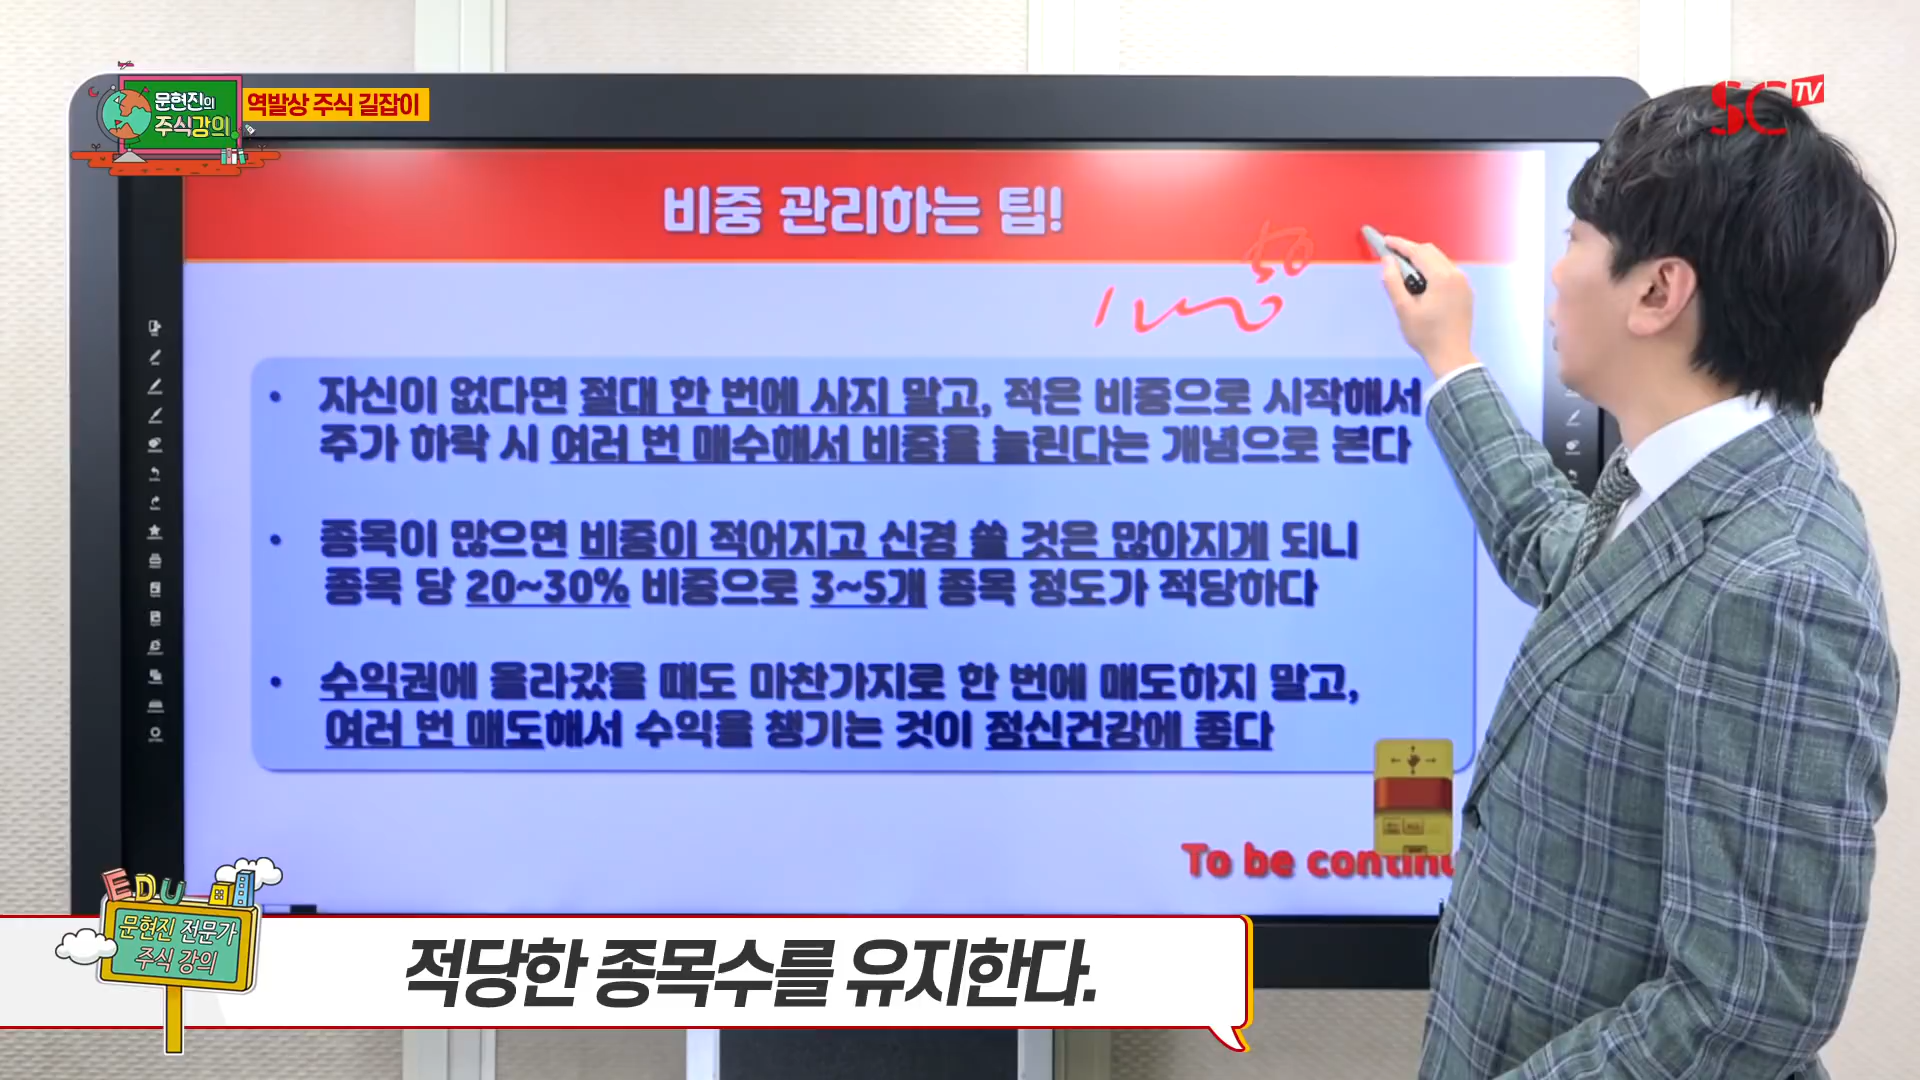 문현진의
주식강의
역발상 주식 길잡이
SC TV
비중 관리하는 팁!
50
• 자신이 없다면 절대 한 번에 사지 말고, 적은 비중으로 시작해서
주가 하락 시 여러 번 매수해서 비중을 늘린다는 개념으로 본다
• 종목이 많으면 비중이 적어지고 신경 쓸 것은 많아지게 되니
종목 당 20~30% 비중으로 3~5개 종목 정도가 적당하다
• 수익권에 올라갔을 때도 마찬가지로 한 번에 매도하지 말고,
여러 번 매도해서 수익을 챙기는 것이 정신건강에 좋다
To be continu
E.D.U
문현진 전문가
주식 강의
적당한 종목수를 유지한다.